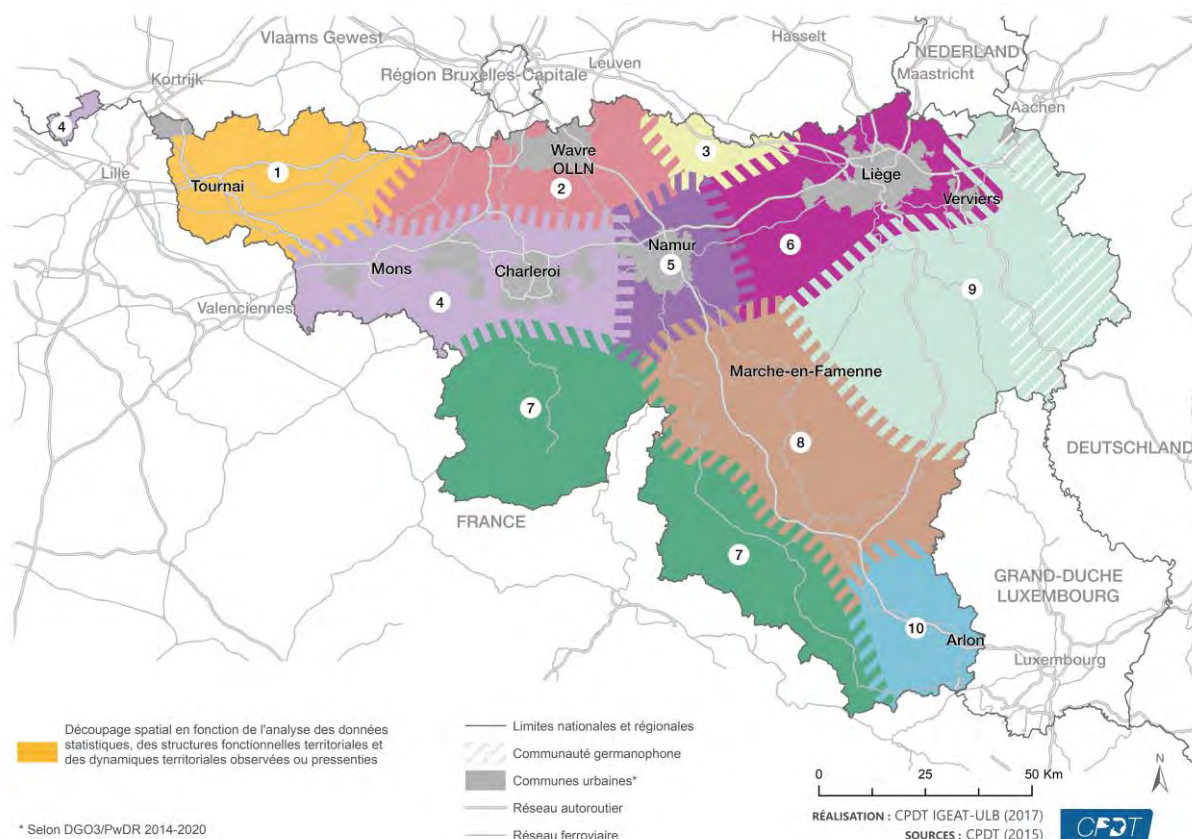 Vlaams Gewest
Hasselt
NEDERLAND
Leuven
Région Bruxelles-Capitale
Maastricht
Kortrijk
Aachen
4
Wavre
OLLN
3
Lille
1
Tournai
2
Liège
Verviers
Namur
6
5
Mons
Charleroi
9
4
Valenciennes
Marche-en-Famenne
7
8
DEUTSCHLAND
FRANCE
7
GRAND-DUCHE
LUXEMBOURG
10
Arlon
Luxembourg
Découpage spatial en fonction de l'analyse des données
statistiques, des structures fonctionnelles territoriales et
des dynamiques territoriales observées ou pressenties
Limites nationales et régionales
Communauté germanophone
Communes urbaines*
Réseau autoroutier
Réseau ferroviaire
0 25 50 Km
N
RÉALISATION : CPDT IGEAT-ULB (2017)
SOURCES : CPDT (2015)
CPDT
* Selon DGO3/PwDR 2014-2020